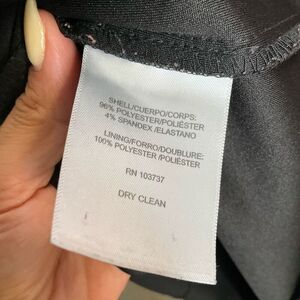 SHELL/CUERPO/CORPS:
96% POLYESTER/POLIÉSTER
4% SPANDEX /ELASTANO
LINING/FORRO/DOUBLURE:
100% POLYESTER /POLIÉSTER
RN 103737
DRY CLEAN